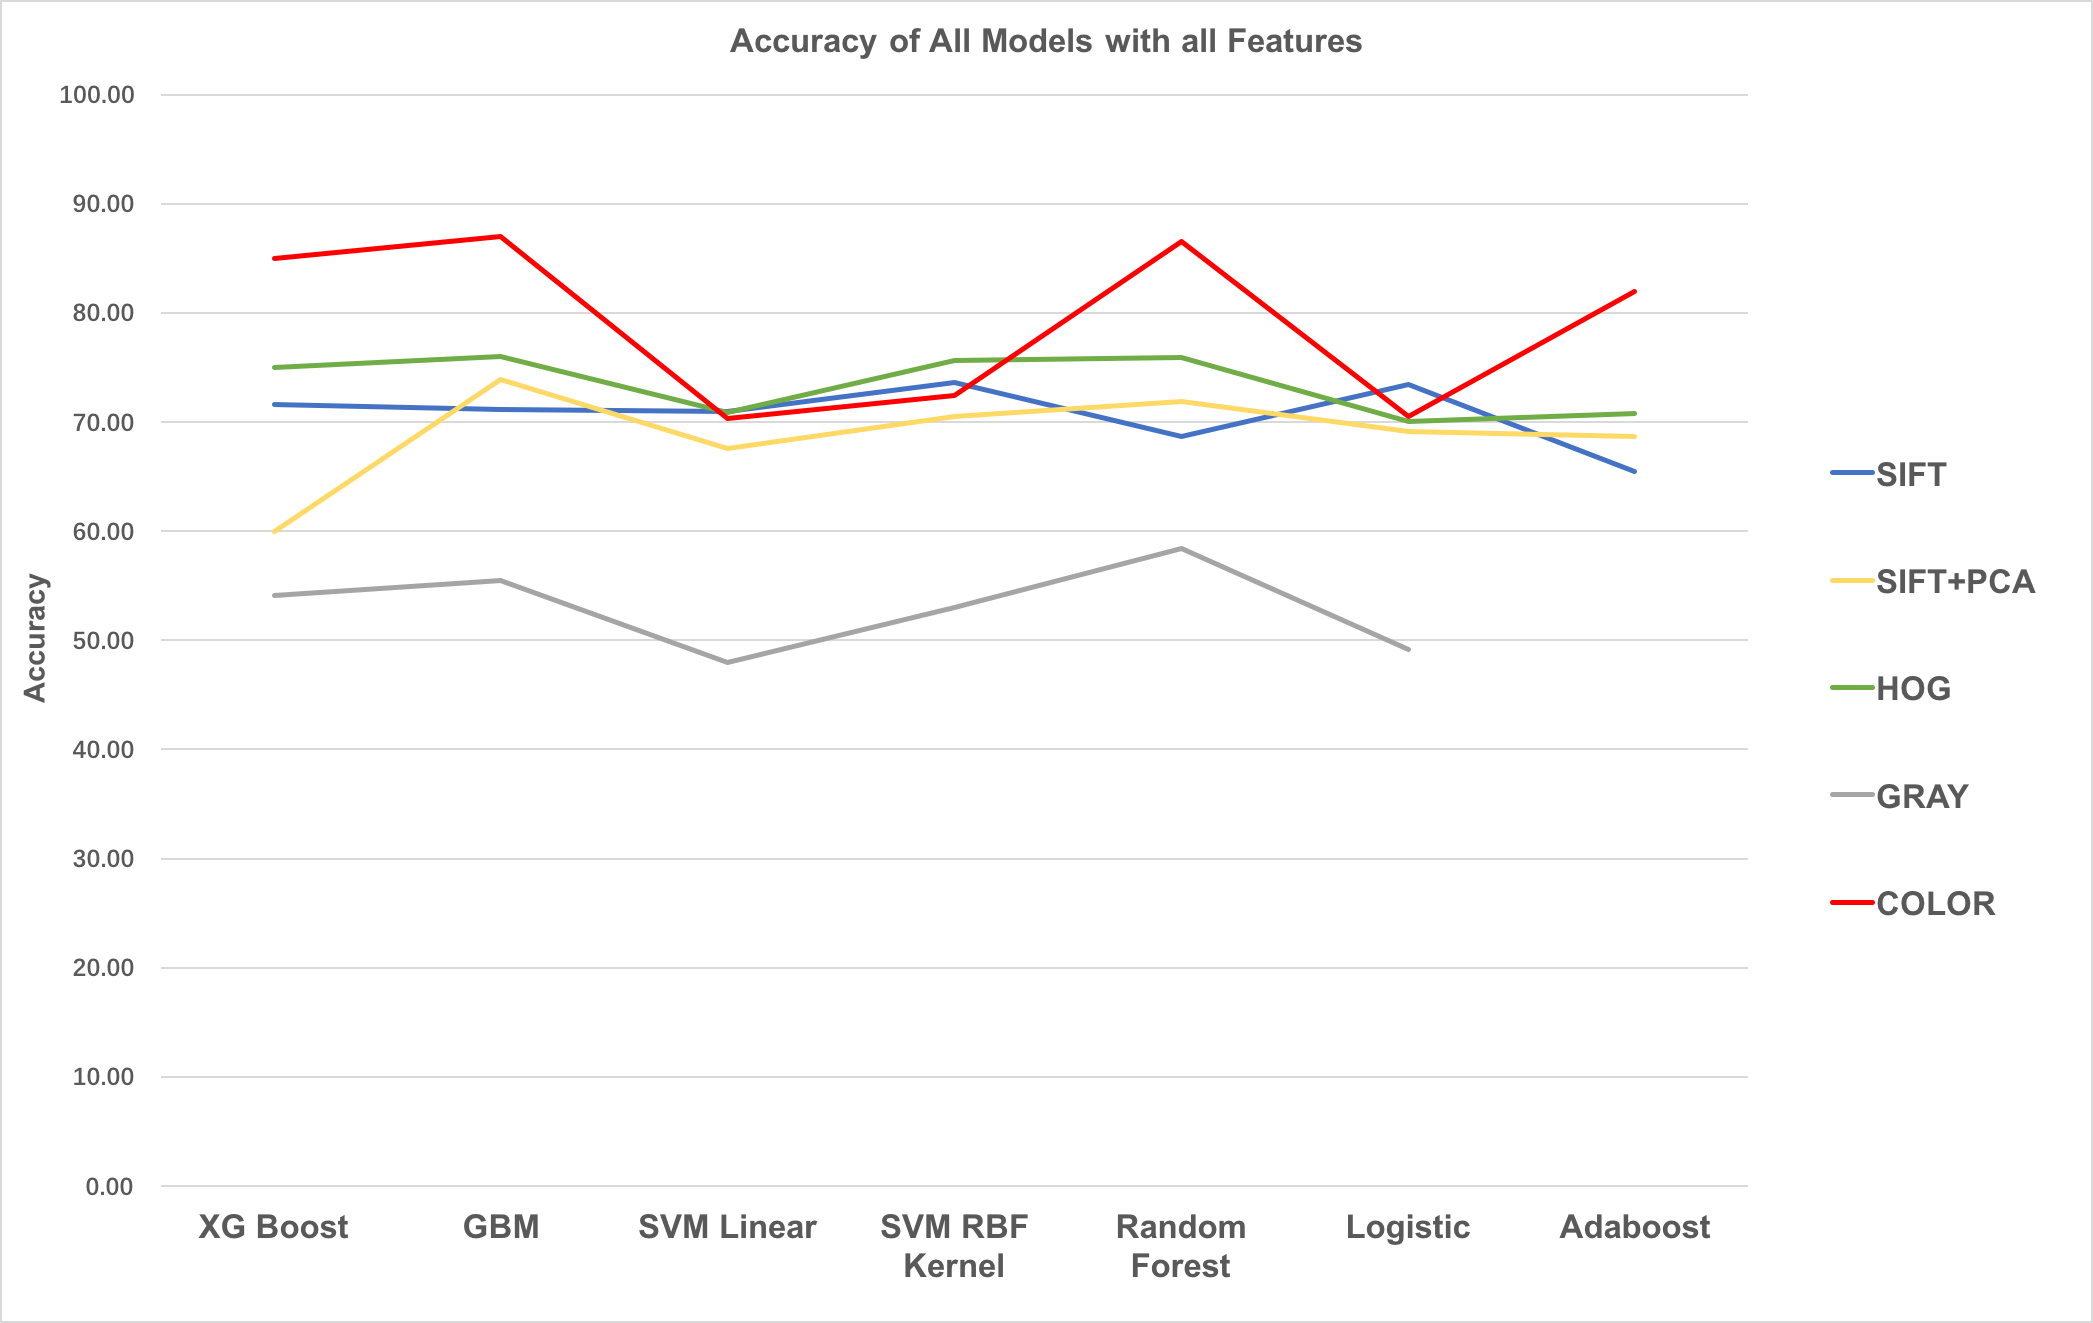 Accuracy of All Models with all Features
100.00
90.00
80.00
70.00
60.00
50.00
40.00
30.00
20.00
10.00
0.00
Accuracy
XG Boost
GBM
SVM Linear
SVM RBF
Kernel
Random
Forest
Logistic
Adaboost
SIFT
SIFT+PCA
HOG
GRAY
COLOR